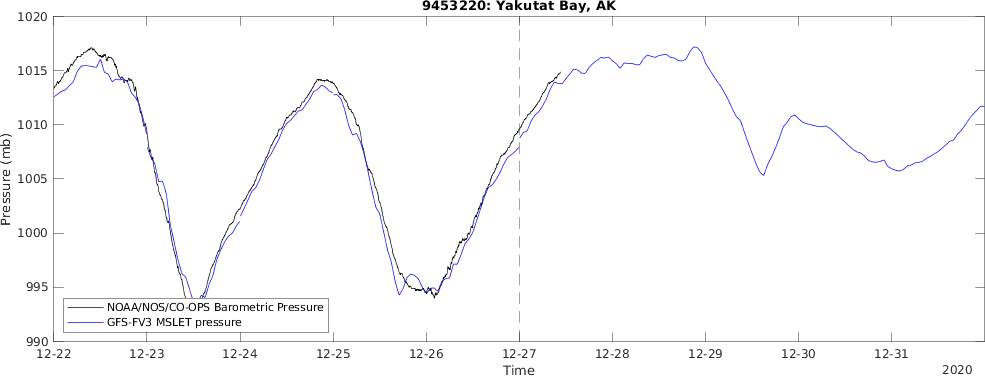 9453220: Yakutat Bay, AK
Pressure (mb)
1020
1015
1010
1005
1000
995
990
NOAA/NOS/CO-OPS Barometric Pressure
GFS-FV3 MSLET pressure
12-22 12-23 12-24 12-25 12-26 12-27 12-28 12-29 12-30 12-31
Time
2020